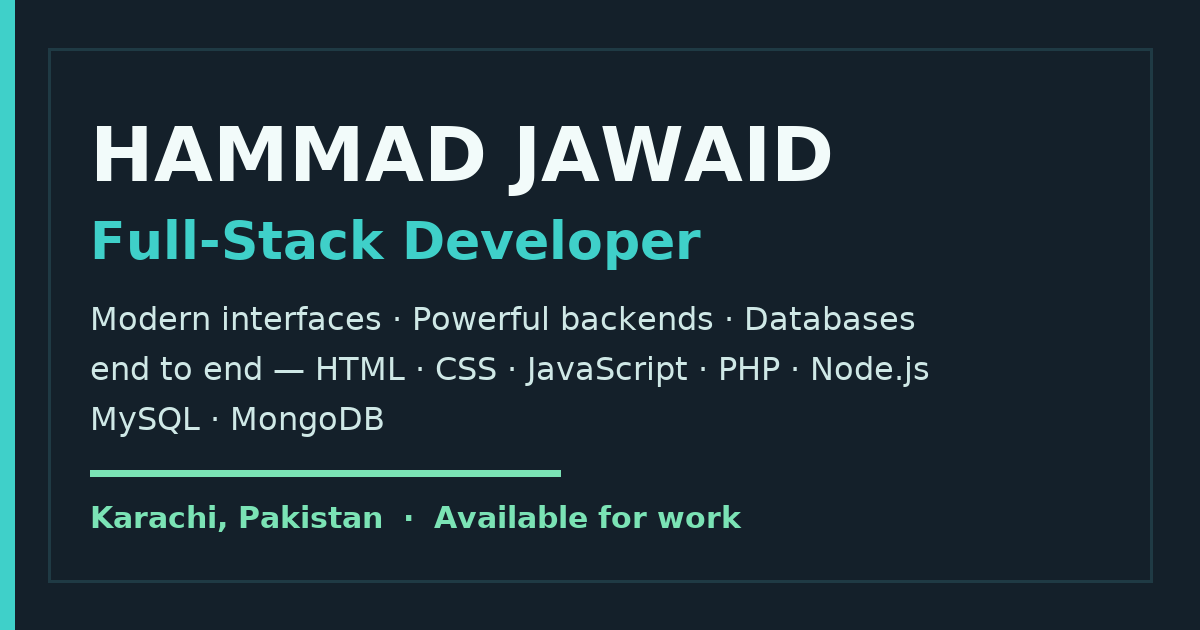 HAMMAD JAWAID
Full-Stack Developer
Modern interfaces · Powerful backends · Databases
end to end — HTML · CSS · JavaScript · PHP · Node.js
MySQL · MongoDB
Karachi, Pakistan · Available for work